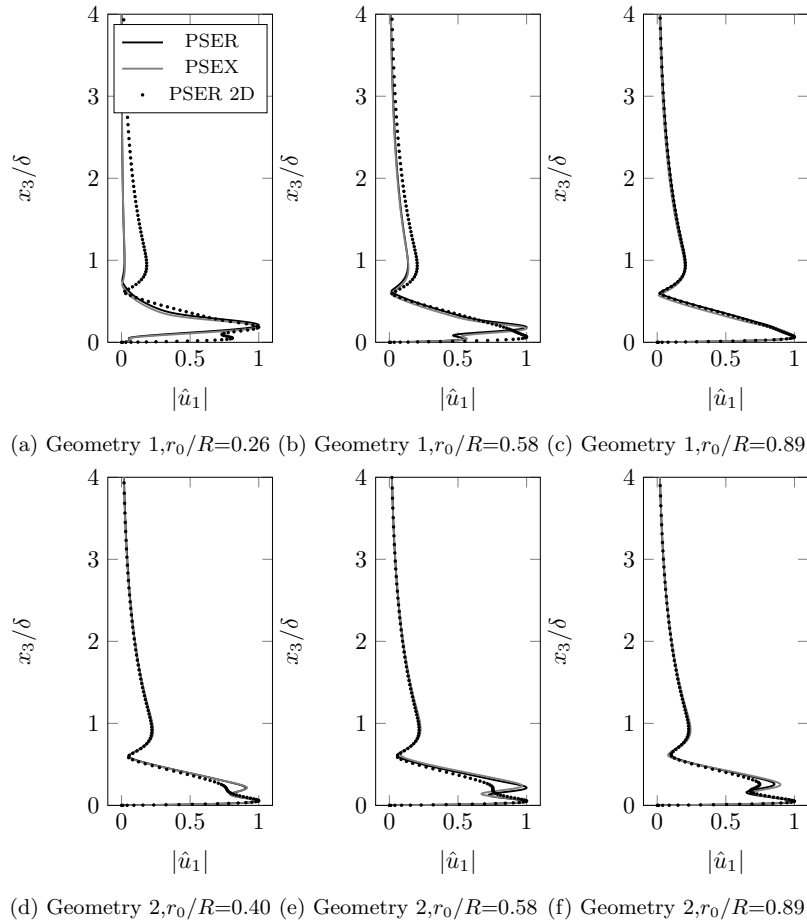 4
3
2
1
0
x₃/δ
0
0.5
1
|û₁|
PSER
PSEX
PSER 2D
4
3
2
1
0
x₃/δ
0
0.5
1
|û₁|
4
3
2
1
0
x₃/δ
0
0.5
1
|û₁|
(a) Geometry 1,r₀/R=0.26 (b) Geometry 1,r₀/R=0.58 (c) Geometry 1,r₀/R=0.89
4
3
2
1
0
x₃/δ
0
0.5
1
|û₁|
4
3
2
1
0
x₃/δ
0
0.5
1
|û₁|
4
3
2
1
0
x₃/δ
0
0.5
1
|û₁|
(d) Geometry 2,r₀/R=0.40 (e) Geometry 2,r₀/R=0.58 (f) Geometry 2,r₀/R=0.89